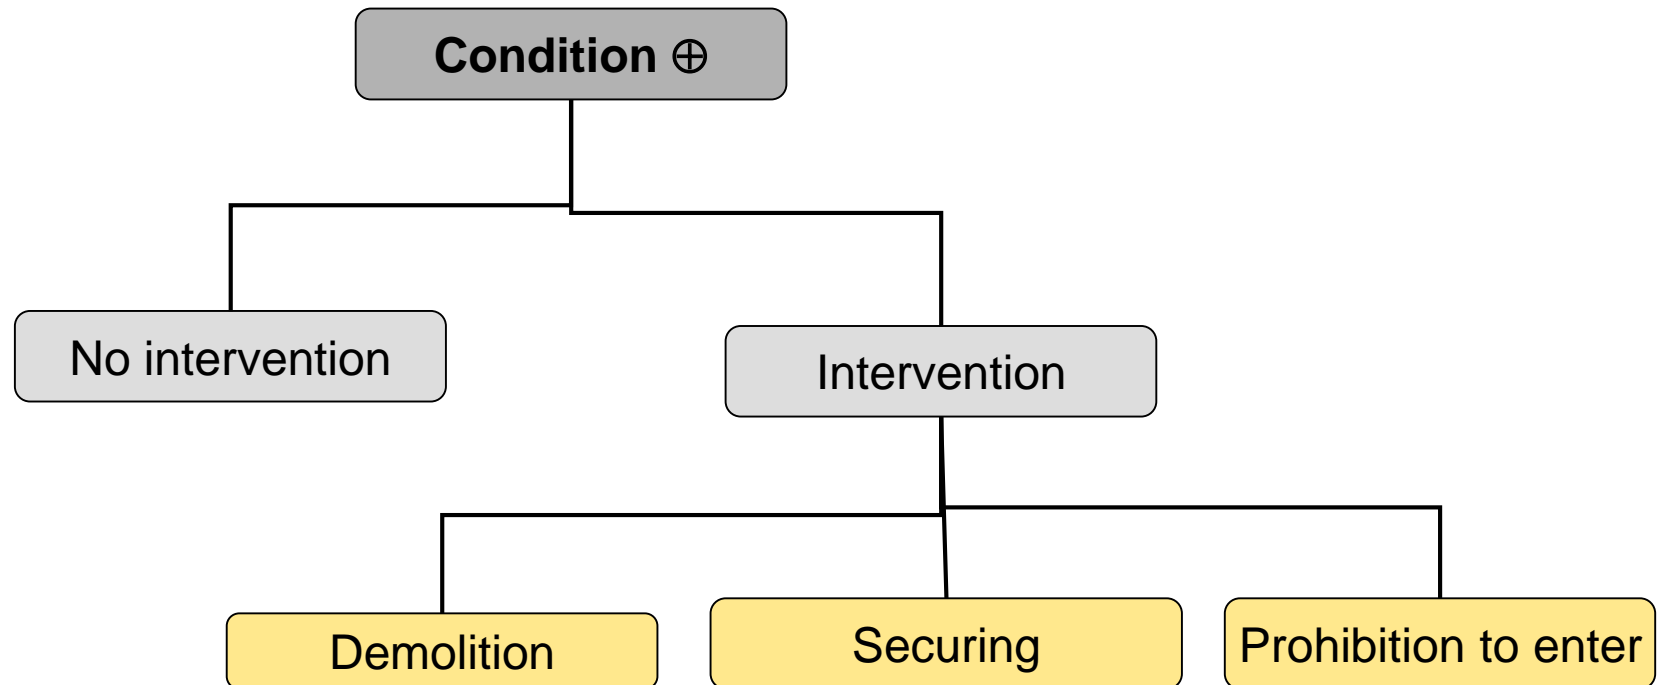 Condition ⊕
No intervention
Intervention
Demolition
Securing
Prohibition to enter